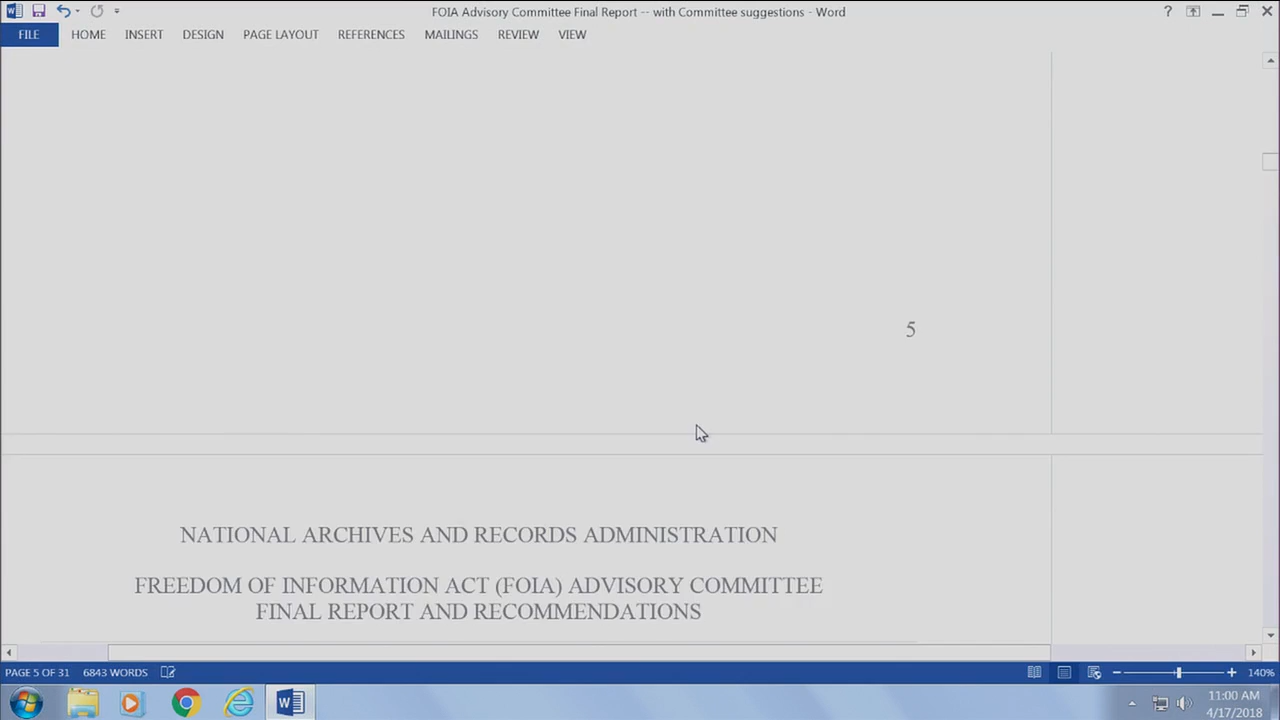 FOIA Advisory Committee Final Report -- with Committee suggestions - Word
?
FILE HOME INSERT DESIGN PAGE LAYOUT REFERENCES MAILINGS REVIEW VIEW
5
NATIONAL ARCHIVES AND RECORDS ADMINISTRATION
FREEDOM OF INFORMATION ACT (FOIA) ADVISORY COMMITTEE
FINAL REPORT AND RECOMMENDATIONS
PAGE 5 OF 31 6843 WORDS 140%
11:00 AM
4/17/2018